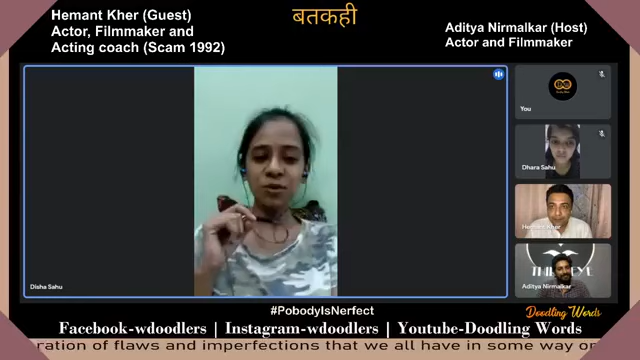 Hemant Kher (Guest)
Actor, Filmmaker and
Acting coach (Scam 1992)
बतकही
Aditya Nirmalkar (Host)
Actor and Filmmaker
You
Dhara Sahu
Hemant Kher
Aditya Nirmalkar
Disha Sahu
#PobodyIsNerfect
Doodling Words
Facebook-wdoodlers | Instagram-wdoodlers | Youtube-Doodling Words
ration of flaws and imperfections that we all have in some way or